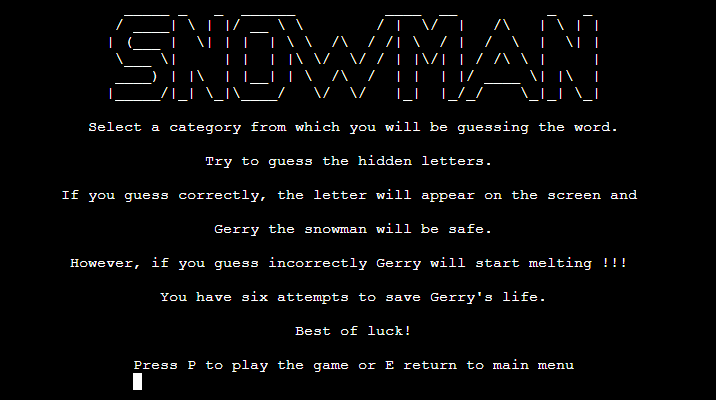 SNOWMAN
Select a category from which you will be guessing the word.
Try to guess the hidden letters.
If you guess correctly, the letter will appear on the screen and
Gerry the snowman will be safe.
However, if you guess incorrectly Gerry will start melting !!!
You have six attempts to save Gerry's life.
Best of luck!
Press P to play the game or E return to main menu